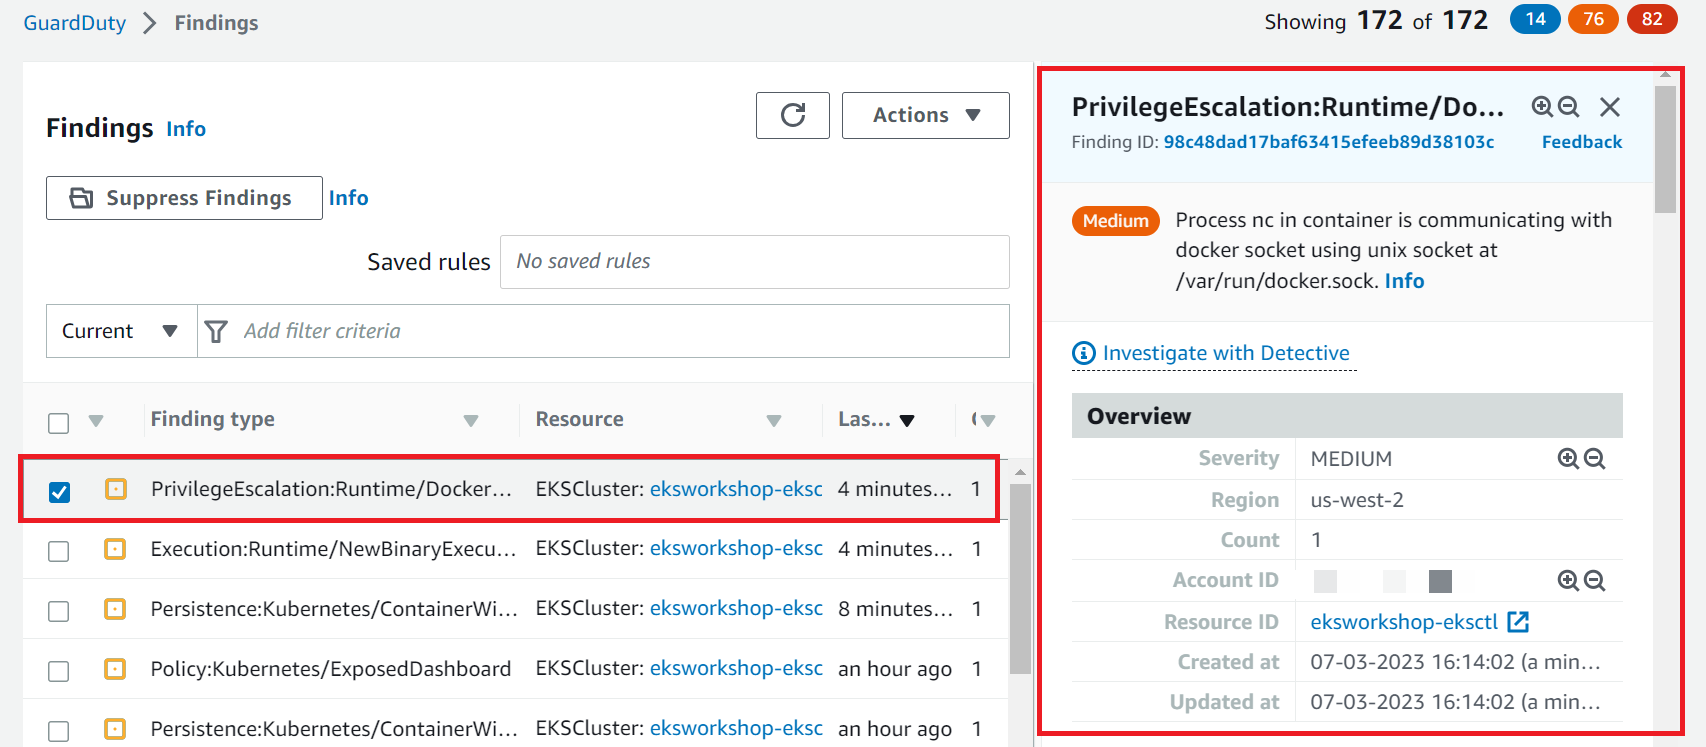 GuardDuty > Findings
Showing 172 of 172 14 76 82
Findings Info
Actions
Suppress Findings Info
Saved rules No saved rules
Current Add filter criteria
Finding type Resource Las...
PrivilegeEscalation:Runtime/Docker... EKSCluster: eksworkshop-eksc 4 minutes... 1
Execution:Runtime/NewBinaryExecu... EKSCluster: eksworkshop-eksc 4 minutes... 1
Persistence:Kubernetes/ContainerWi... EKSCluster: eksworkshop-eksc 8 minutes... 1
Policy:Kubernetes/ExposedDashboard EKSCluster: eksworkshop-eksc an hour ago 1
Persistence:Kubernetes/ContainerWi... EKSCluster: eksworkshop-eksc an hour ago 1
PrivilegeEscalation:Runtime/Do...
Finding ID: 98c48dad17baf63415efeeb89d38103c Feedback
Medium Process nc in container is communicating with
docker socket using unix socket at
/var/run/docker.sock. Info
Investigate with Detective
Overview
Severity MEDIUM
Region us-west-2
Count 1
Account ID
Resource ID eksworkshop-eksctl
Created at 07-03-2023 16:14:02 (a min...
Updated at 07-03-2023 16:14:02 (a min...